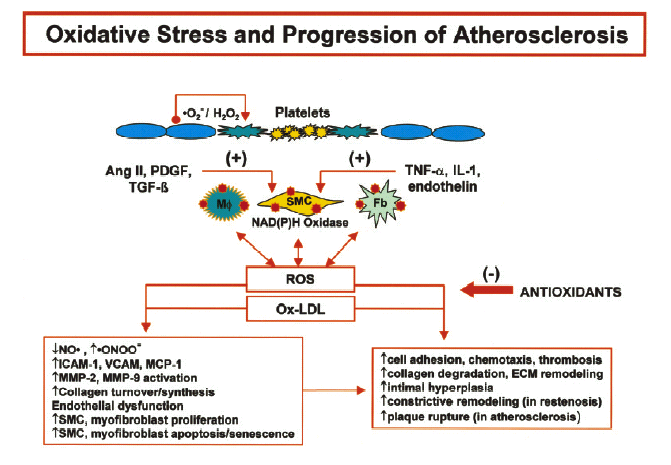 Oxidative Stress and Progression of Atherosclerosis
•O₂⁻/ H₂O₂
Platelets
(+)
(+)
Ang II, PDGF,
TGF-ß
TNF-α, IL-1,
endothelin
Mϕ
SMC
Fb
NAD(P)H Oxidase
ROS
(-)
ANTIOXIDANTS
Ox-LDL
↓NO• , ↑•ONOO⁻
↑ICAM-1, VCAM, MCP-1
↑MMP-2, MMP-9 activation
↑Collagen turnover/synthesis
Endothelial dysfunction
↑SMC, myofibroblast proliferation
↑SMC, myofibroblast apoptosis/senescence
↑cell adhesion, chemotaxis, thrombosis
↑collagen degradation, ECM remodeling
↑intimal hyperplasia
↑constrictive remodeling (in restenosis)
↑plaque rupture (in atherosclerosis)